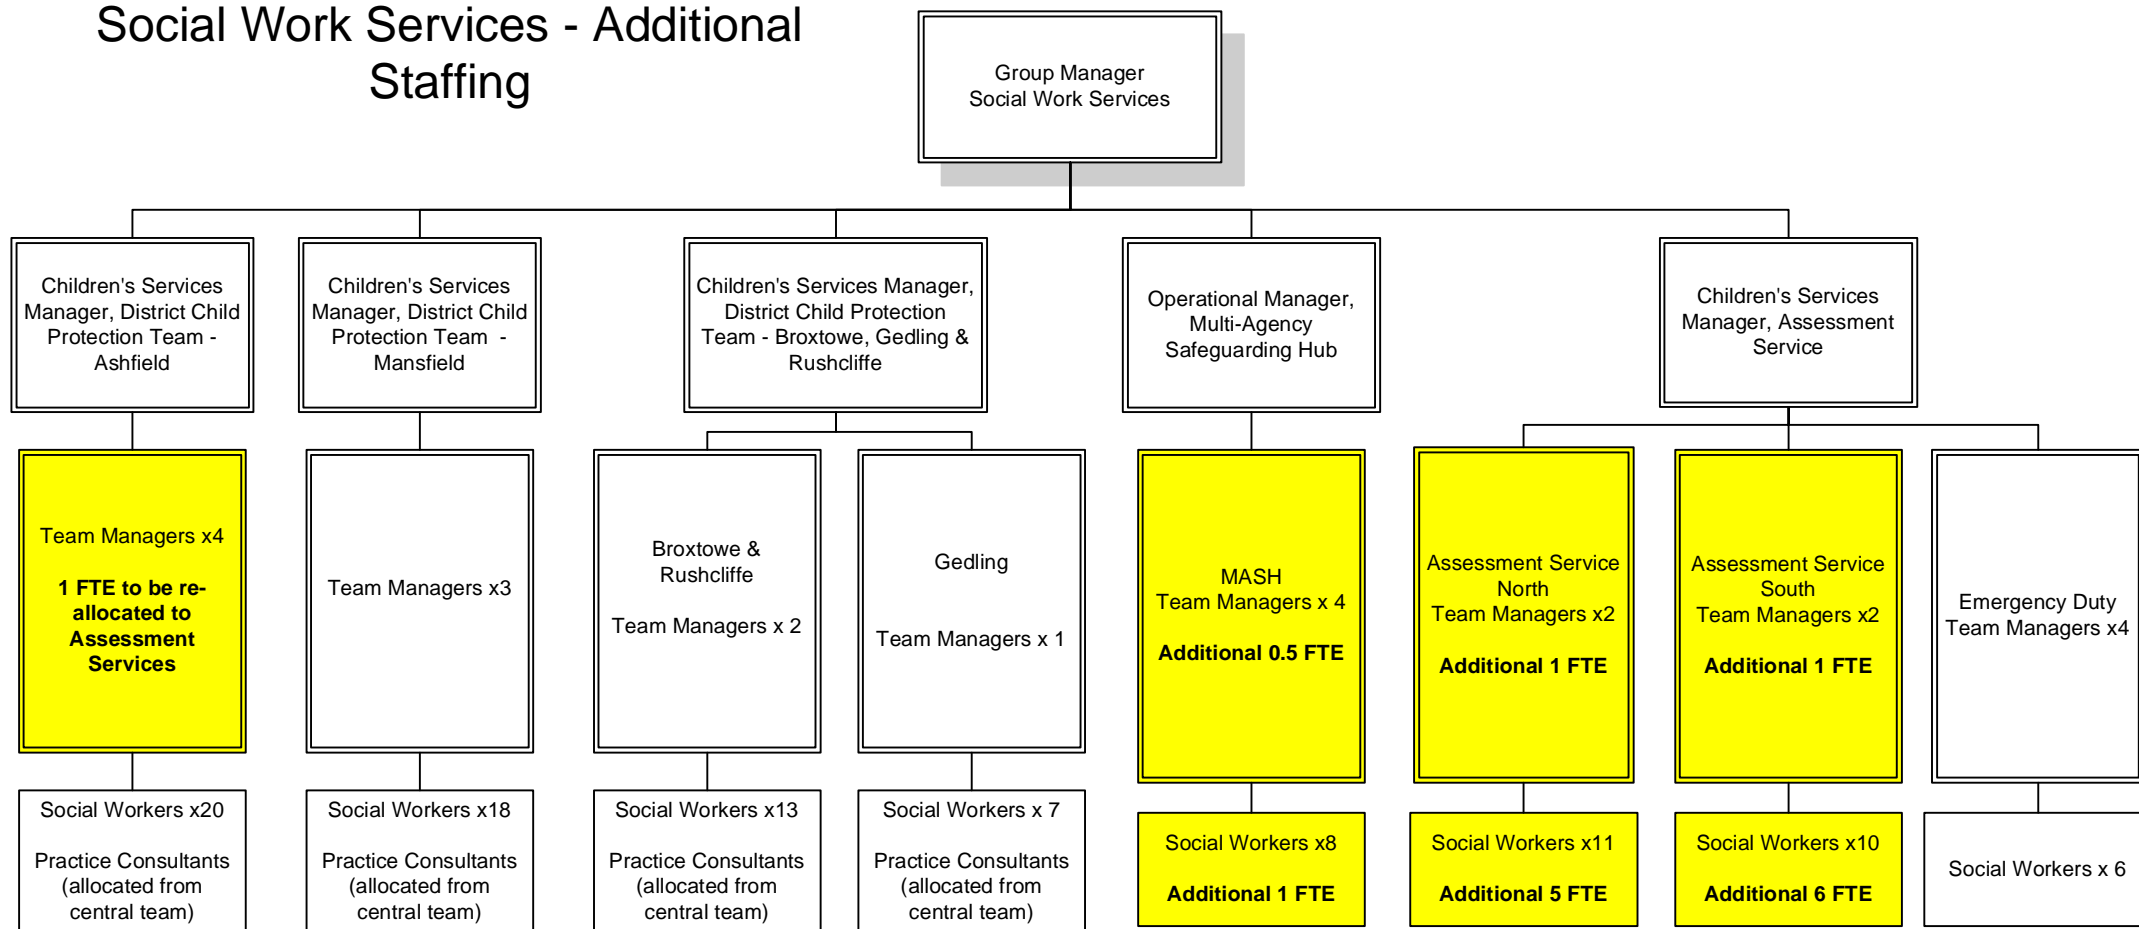 Social Work Services - Additional
Staffing
Group Manager
Social Work Services
Children's Services
Manager, District Child
Protection Team -
Ashfield
Children's Services
Manager, District Child
Protection Team  -
Mansfield
Children's Services Manager,
District Child Protection
Team - Broxtowe, Gedling &
Rushcliffe
Operational Manager,
Multi-Agency
Safeguarding Hub
Children's Services
Manager, Assessment
Service
Team Managers x4
1 FTE to be re-
allocated to
Assessment
Services
Team Managers x3
Broxtowe &
Rushcliffe
Team Managers x 2
Gedling
Team Managers x 1
MASH
Team Managers x 4
Additional 0.5 FTE
Assessment Service
North
Team Managers x2
Additional 1 FTE
Assessment Service
South
Team Managers x2
Additional 1 FTE
Emergency Duty
Team Managers x4
Social Workers x20
Practice Consultants
(allocated from
central team)
Social Workers x18
Practice Consultants
(allocated from
central team)
Social Workers x13
Practice Consultants
(allocated from
central team)
Social Workers x 7
Practice Consultants
(allocated from
central team)
Social Workers x8
Additional 1 FTE
Social Workers x11
Additional 5 FTE
Social Workers x10
Additional 6 FTE
Social Workers x 6